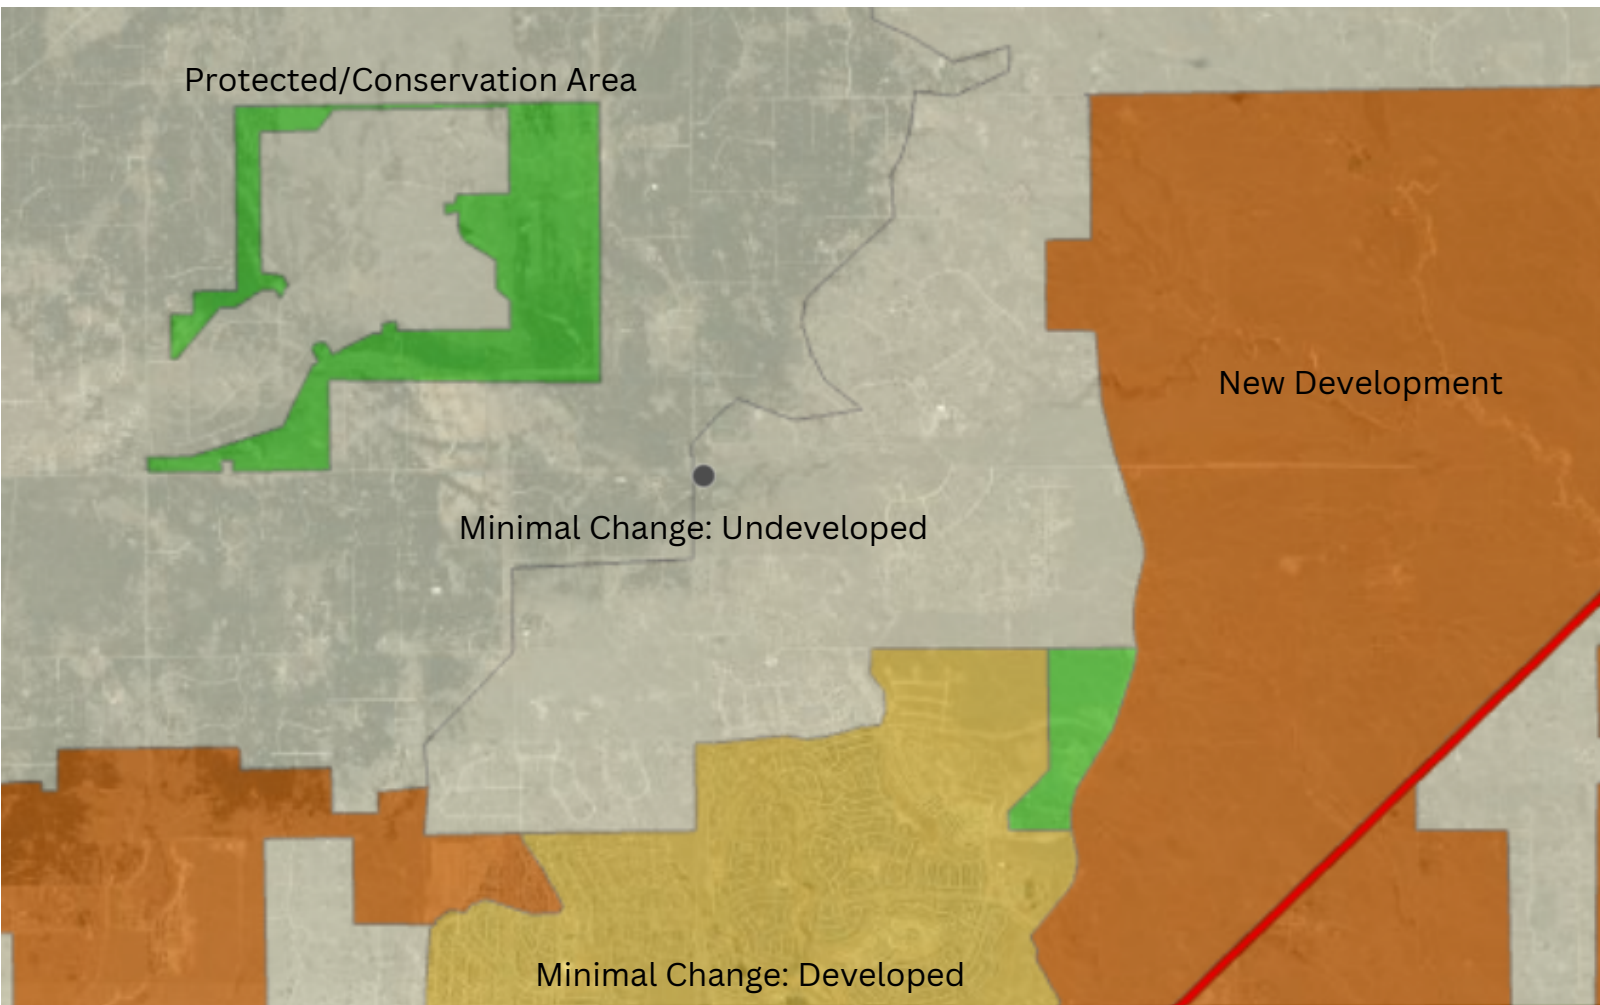 Protected/Conservation Area
New Development
Minimal Change: Undeveloped
Minimal Change: Developed